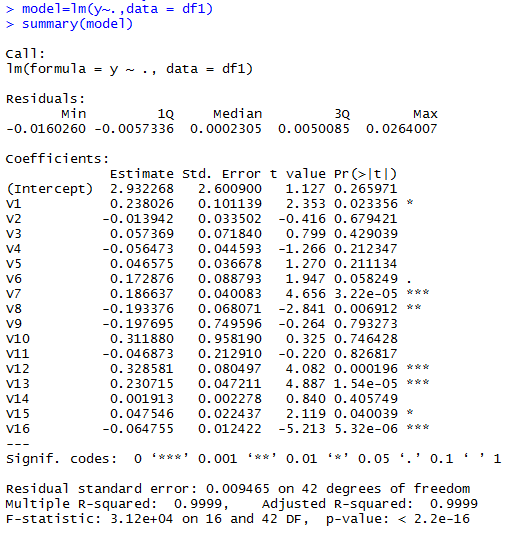 > model=lm(y~.,data = df1)
> summary(model)
Call:
lm(formula = y ~ ., data = df1)
Residuals:
Min 1Q Median 3Q Max
-0.0160260 -0.0057336 0.0002305 0.0050085 0.0264007
Coefficients:
Estimate Std. Error t value Pr(>|t|)
(Intercept) 2.932268 2.600900 1.127 0.265971
v1 0.238026 0.101139 2.353 0.023356 *
v2 -0.013942 0.033502 -0.416 0.679421
v3 0.057369 0.071840 0.799 0.429039
v4 -0.056473 0.044593 -1.266 0.212347
v5 0.046575 0.036678 1.270 0.211134
v6 0.172876 0.088793 1.947 0.058249 .
v7 0.186637 0.040083 4.656 3.22e-05 ***
v8 -0.193376 0.068071 -2.841 0.006912 **
v9 -0.197695 0.749596 -0.264 0.793273
v10 0.311880 0.958190 0.325 0.746428
v11 -0.046873 0.212910 -0.220 0.826817
v12 0.328581 0.080497 4.082 0.000196 ***
v13 0.230715 0.047211 4.887 1.54e-05 ***
v14 0.001913 0.002278 0.840 0.405749
v15 0.047546 0.022437 2.119 0.040039 *
v16 -0.064755 0.012422 -5.213 5.32e-06 ***
---
Signif. codes: 0 ‘***’ 0.001 ‘**’ 0.01 ‘*’ 0.05 ‘.’ 0.1 ‘ ’ 1
Residual standard error: 0.009465 on 42 degrees of freedom
Multiple R-squared: 0.9999, Adjusted R-squared: 0.9999
F-statistic: 3.12e+04 on 16 and 42 DF, p-value: < 2.2e-16